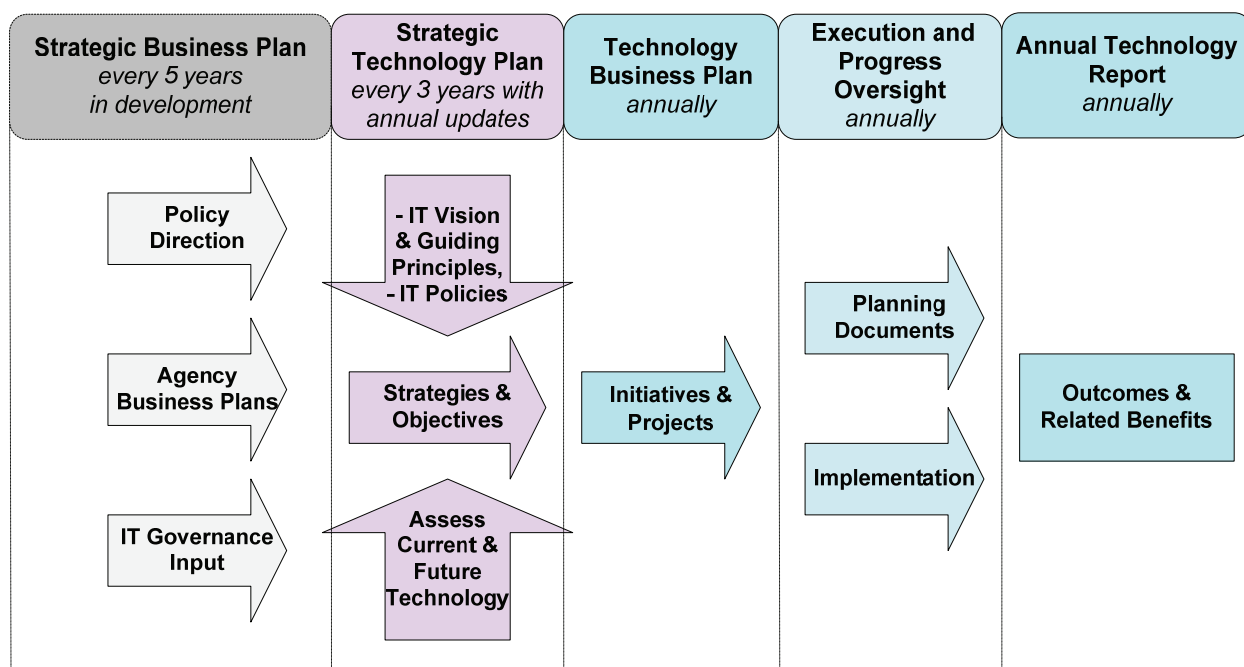 Strategic Business Plan
every 5 years
in development
Strategic
Technology Plan
every 3 years with
annual updates
Technology
Business Plan
annually
Execution and
Progress
Oversight
annually
Annual Technology
Report
annually
Policy
Direction
Agency
Business Plans
IT Governance
Input
- IT Vision
& Guiding
Principles,
- IT Policies
Strategies &
Objectives
Assess
Current &
Future
Technology
Initiatives &
Projects
Planning
Documents
Implementation
Outcomes &
Related Benefits